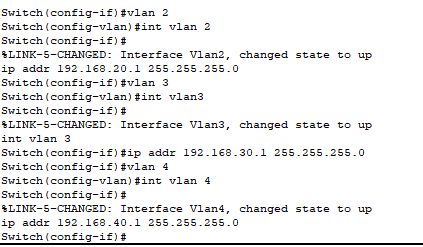 Switch(config-if)#vlan 2
Switch(config-vlan)#int vlan 2
Switch(config-if)#
%LINK-5-CHANGED: Interface Vlan2, changed state to up
ip addr 192.168.20.1 255.255.255.0
Switch(config-if)#vlan 3
Switch(config-vlan)#int vlan3
Switch(config-if)#
%LINK-5-CHANGED: Interface Vlan3, changed state to up
int vlan 3
Switch(config-if)#ip addr 192.168.30.1 255.255.255.0
Switch(config-if)#vlan 4
Switch(config-vlan)#int vlan 4
Switch(config-if)#
%LINK-5-CHANGED: Interface Vlan4, changed state to up
ip addr 192.168.40.1 255.255.255.0
Switch(config-if)#